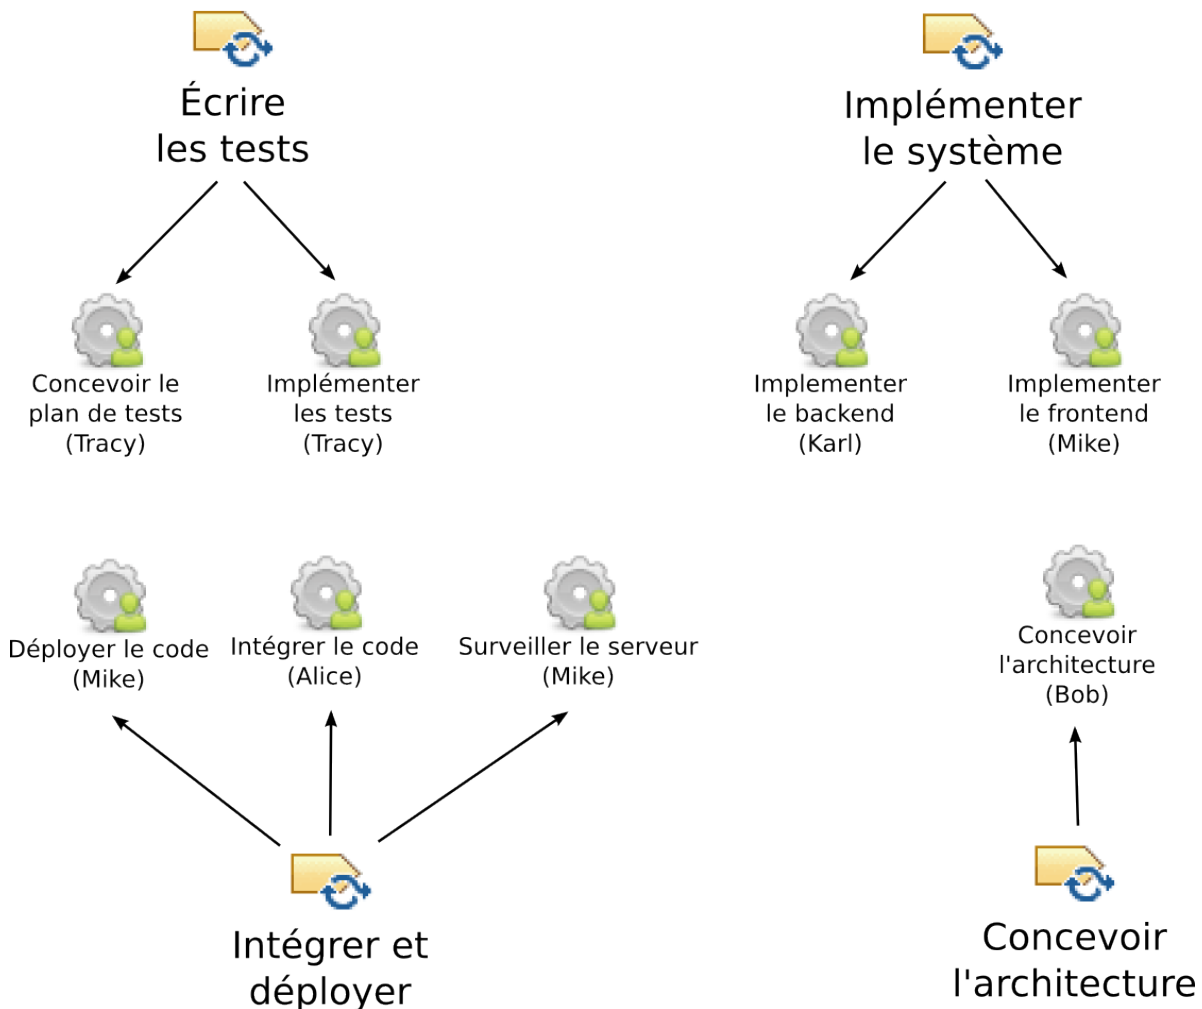 Écrire
les tests
Implémenter
le système
Concevoir le
plan de tests
(Tracy)
Implémenter
les tests
(Tracy)
Implementer
le backend
(Karl)
Implementer
le frontend
(Mike)
Déployer le code
(Mike)
Intégrer le code
(Alice)
Surveiller le serveur
(Mike)
Concevoir
l'architecture
(Bob)
Intégrer et
déployer
Concevoir
l'architecture